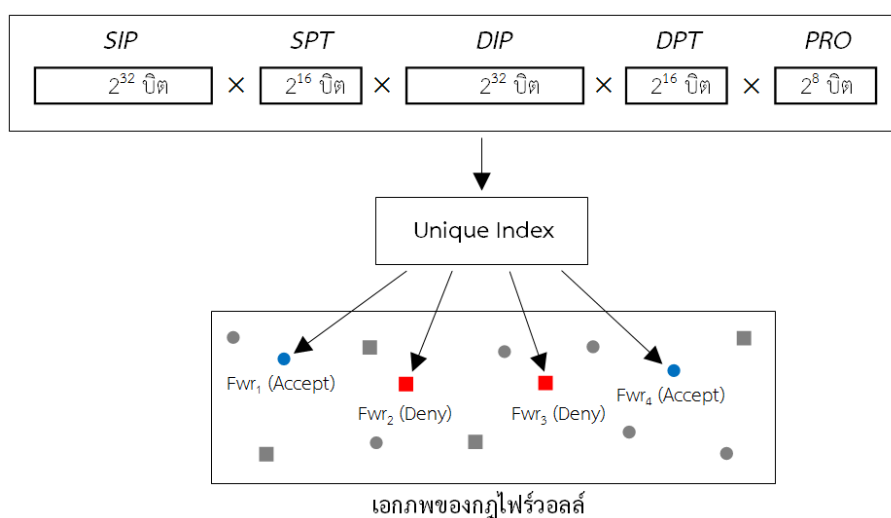 SIP SPT DIP DPT PRO
2³² บิต × 2¹⁶ บิต × 2³² บิต × 2¹⁶ บิต × 2⁸ บิต
Unique Index
Fwr₁ (Accept)
Fwr₂ (Deny)
Fwr₃ (Deny)
Fwr₄ (Accept)
เอกภพของกฎไฟร์วอลล์